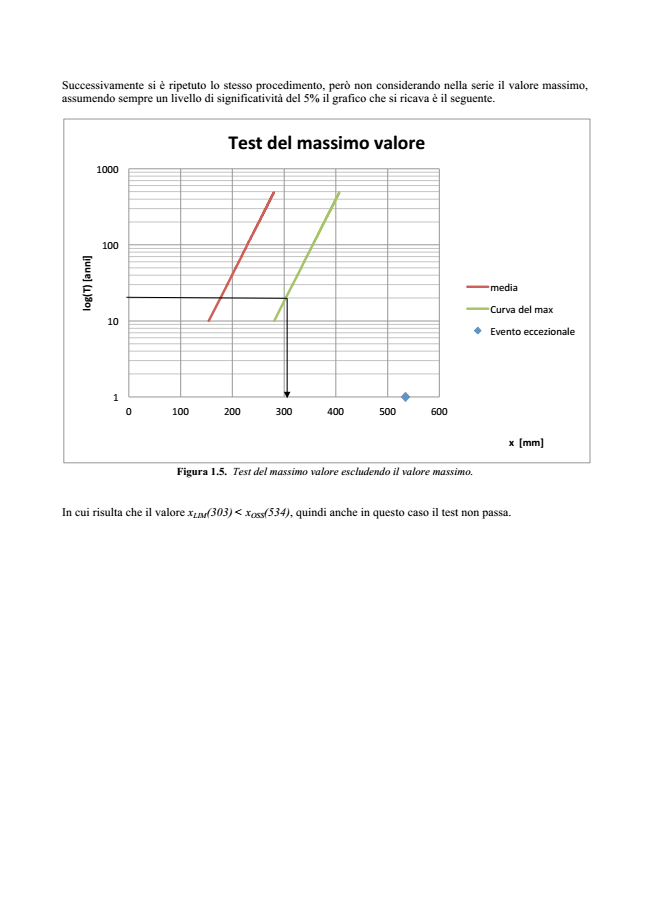 Successivamente si è ripetuto lo stesso procedimento, però non considerando nella serie il valore massimo,
assumendo sempre un livello di significatività del 5% il grafico che si ricava è il seguente.
Test del massimo valore
1000
100
10
1
log(T) [anni]
0 100 200 300 400 500 600
x [mm]
media
Curva del max
Evento eccezionale
Figura 1.5. Test del massimo valore escludendo il valore massimo.
In cui risulta che il valore xLIM(303) < xOSS(534), quindi anche in questo caso il test non passa.